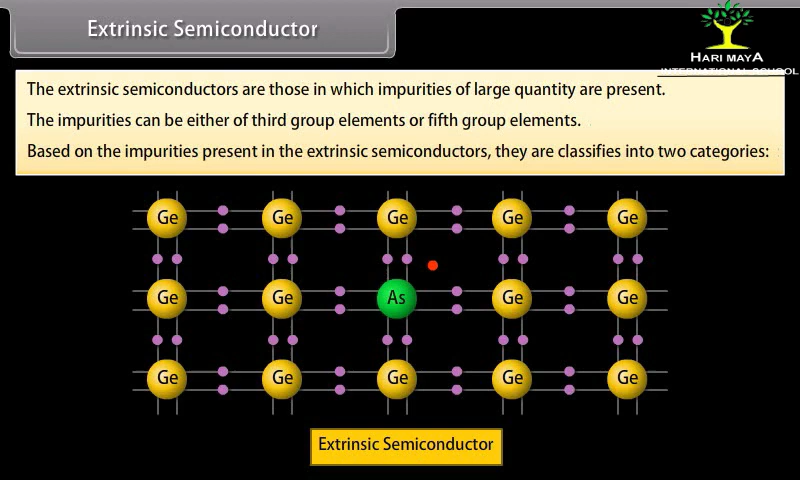 Extrinsic Semiconductor
HARI MAYA
INTERNATIONAL SCHOOL
The extrinsic semiconductors are those in which impurities of large quantity are present.
The impurities can be either of third group elements or fifth group elements.
Based on the impurities present in the extrinsic semiconductors, they are classifies into two categories:
Ge Ge Ge Ge Ge
Ge Ge As Ge Ge
Ge Ge Ge Ge Ge
Extrinsic Semiconductor